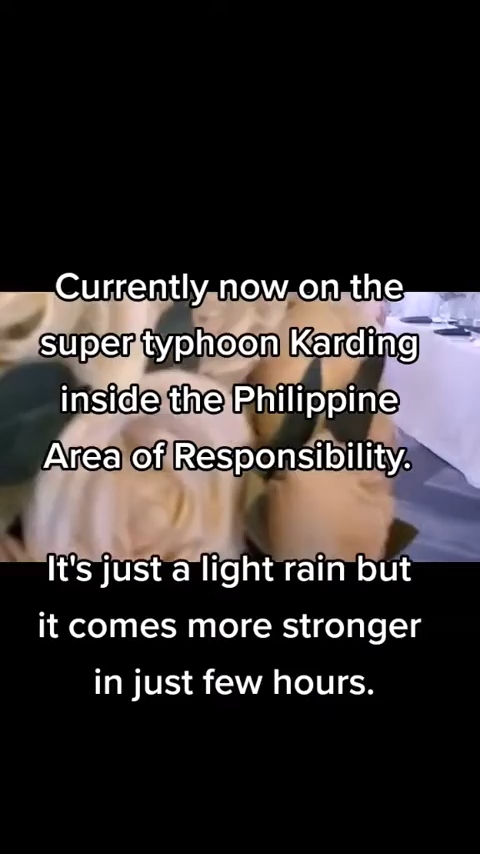 Currently now on the
super typhoon Karding
inside the Philippine
Area of Responsibility.
It's just a light rain but
it comes more stronger
in just few hours.